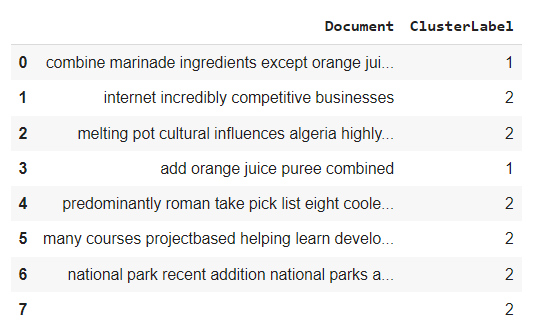 Document ClusterLabel
0 combine marinade ingredients except orange jui... 1
1 internet incredibly competitive businesses 2
2 melting pot cultural influences algeria highly... 2
3 add orange juice puree combined 1
4 predominantly roman take pick list eight coole... 2
5 many courses projectbased helping learn develo... 2
6 national park recent addition national parks a... 2
7 2